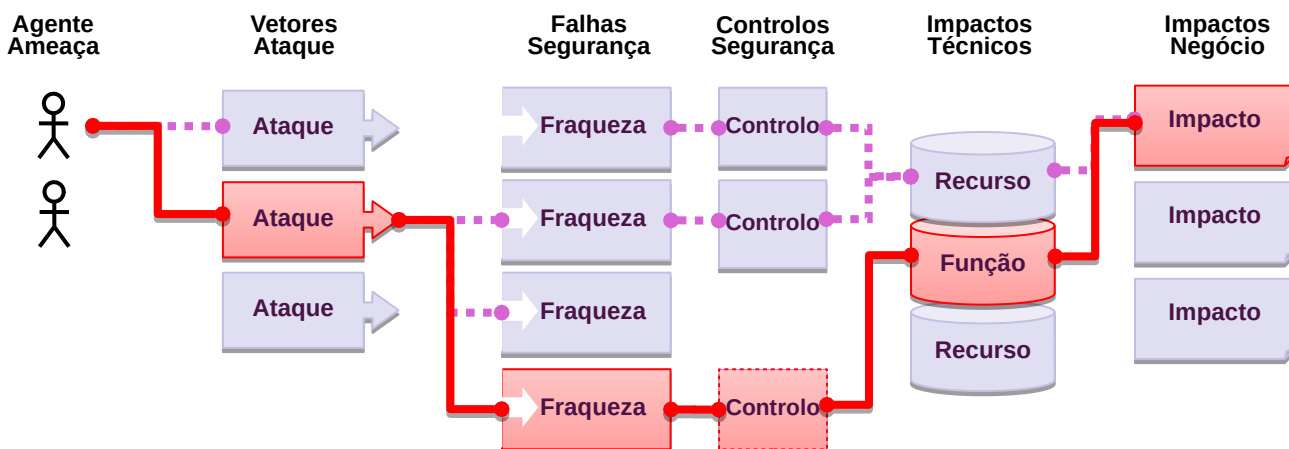 Agente
Ameaça
Vetores
Ataque
Falhas
Segurança
Controlos
Segurança
Impactos
Técnicos
Impactos
Negócio
Ataque
Ataque
Ataque
Fraqueza
Fraqueza
Fraqueza
Fraqueza
Controlo
Controlo
Controlo
Recurso
Função
Recurso
Impacto
Impacto
Impacto